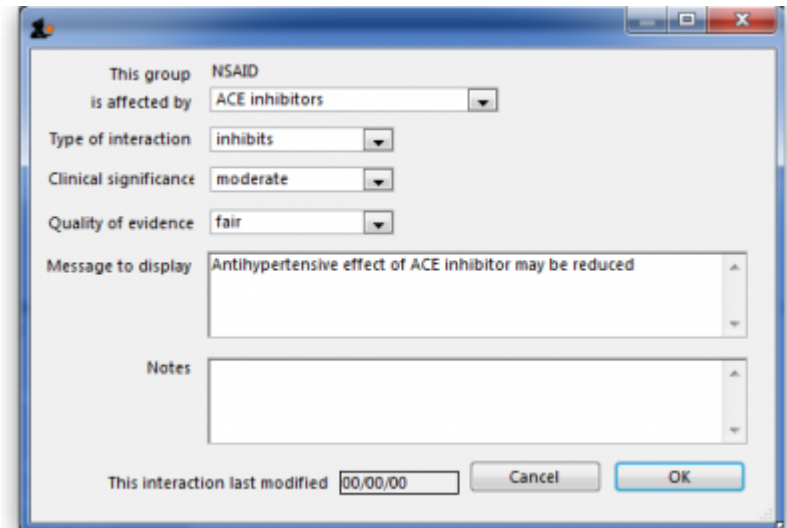 This group NSAID
is affected by ACE inhibitors
Type of interaction inhibits
Clinical significance moderate
Quality of evidence fair
Message to display Antihypertensive effect of ACE inhibitor may be reduced
Notes
This interaction last modified 00/00/00 Cancel OK